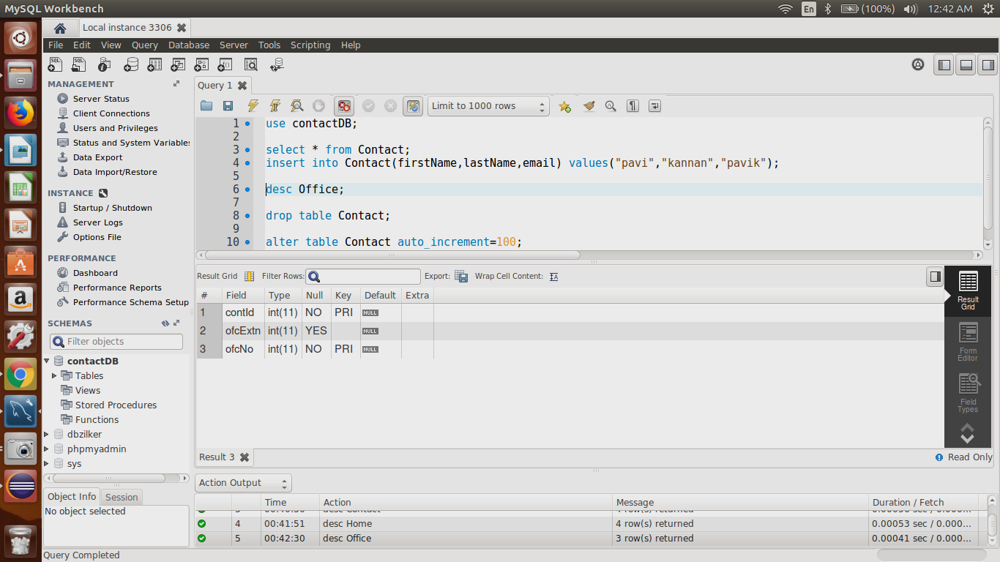 MySQL Workbench
En
(100%)
12:42 AM
Local instance 3306
File Edit View Query Database Server Tools Scripting Help
MANAGEMENT
Server Status
Client Connections
Users and Privileges
Status and System Variable
Data Export
Data Import/Restore
INSTANCE
Startup / Shutdown
Server Logs
Options File
PERFORMANCE
Dashboard
Performance Reports
Performance Schema Setup
SCHEMAS
Filter objects
contactDB
Tables
Views
Stored Procedures
Functions
dbzilker
phpmyadmin
sys
Object Info Session
No object selected
Query Completed
Query 1
Limit to 1000 rows
1 use contactDB;
2
3 select * from Contact;
4 insert into Contact(firstName,lastName,email) values("pavi","kannan","pavik");
5
6 desc Office;
7
8 drop table Contact;
9
10 alter table Contact auto_increment=100;
Result Grid Filter Rows: Export: Wrap Cell Content:
# Field Type Null Key Default Extra
1 contId int(11) NO PRI NULL
2 ofcExtn int(11) YES NULL
3 ofcNo int(11) NO PRI NULL
Result Grid
Form Editor
Field Types
Result 3
Read Only
Action Output
Time Action Message Duration / Fetch
4 00:41:51 desc Home 4 row(s) returned 0.00053 sec / 0.000...
5 00:42:30 desc Office 3 row(s) returned 0.00041 sec / 0.000...